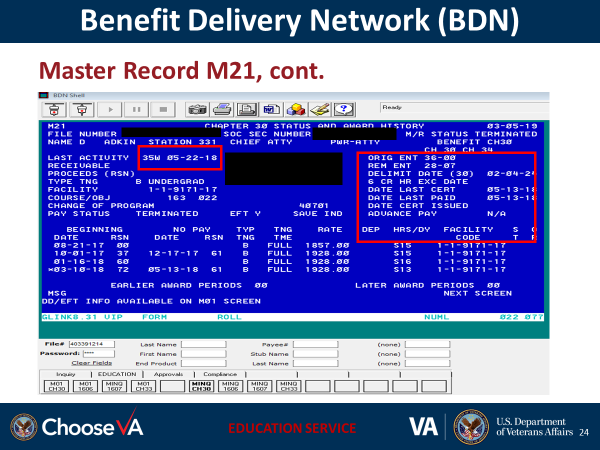 Benefit Delivery Network (BDN)
Master Record M21, cont.
BDN Shell
Ready
M21 CHAPTER 30 STATUS AND AWARD HISTORY 03-05-19
FILE NUMBER SOC SEC NUMBER M/R STATUS TERMINATED
NAME D ADKIN STATION 331 CHIEF ATTY PWR-ATTY BENEFIT CH30
CH 30 CH 34
LAST ACTIVITY 35W 05-22-18 ORIG ENT 36-00
RECEIVABLE REM ENT 28-07
PROCEEDS (RSN) DELIMIT DATE (30) 02-04-2
TYPE TNG B UNDERGRAD 6 CR HR EXC DATE
FACILITY 1-1-9171-17 DATE LAST CERT 05-13-1
COURSE/OBJ 163 022 DATE LAST PAID 05-13-1
CHANGE OF PROGRAM 40701 DATE CERT ISSUED
PAY STATUS TERMINATED EFT Y SAVE IND ADVANCE PAY N/A
BEGINNING NO PAY TYP TNG RATE DEP HRS/DY FACILITY S
DATE RSN DATE RSN TNG TME CODE T
08-21-17 00 B FULL 1857.00 S15 1-1-9171-17
10-01-17 37 12-17-17 61 B FULL 1928.00 S15 1-1-9171-17
01-16-18 60 B FULL 1928.00 S16 1-1-9171-17
*03-10-18 72 05-13-18 61 B FULL 1928.00 S13 1-1-9171-17
EARLIER AWARD PERIODS 00 LATER AWARD PERIODS 00
MSG NEXT SCREEN
DD/EFT INFO AVAILABLE ON M01 SCREEN
GLINK8.31 VIP FORM ROLL NUML 022 077
File# 403391214 Last Name Payee# (none)
Password: **** First Name Stub Name (none)
Clear Fields End Product Last Name (none)
Inquiry EDUCATION Approvals Compliance
M01 CH30 M01 1606 MINQ 1607 M01 CH33 MINQ CH30 MINQ 1606 MINQ 1607 MINQ CH33
Choose VA
EDUCATION SERVICE
VA
U.S. Department
of Veterans Affairs 24